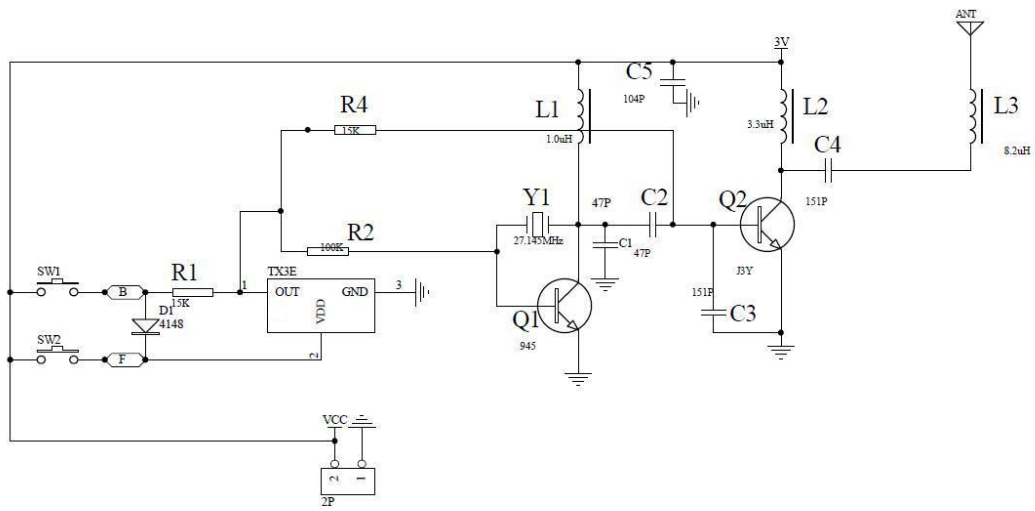 ANT
3V
C5
104P
L1
1.0uH
L2
3.3uH
L3
8.2uH
R4
15K
C4
151P
Y1
27.145MHz
47P
C2
47P
C1
Q2
J3Y
R2
100K
TX3E
SW1
B
R1
15K
1
OUT
GND
3
VDD
2
D1
4148
151P
C3
Q1
945
SW2
F
VCC
2
1
2P